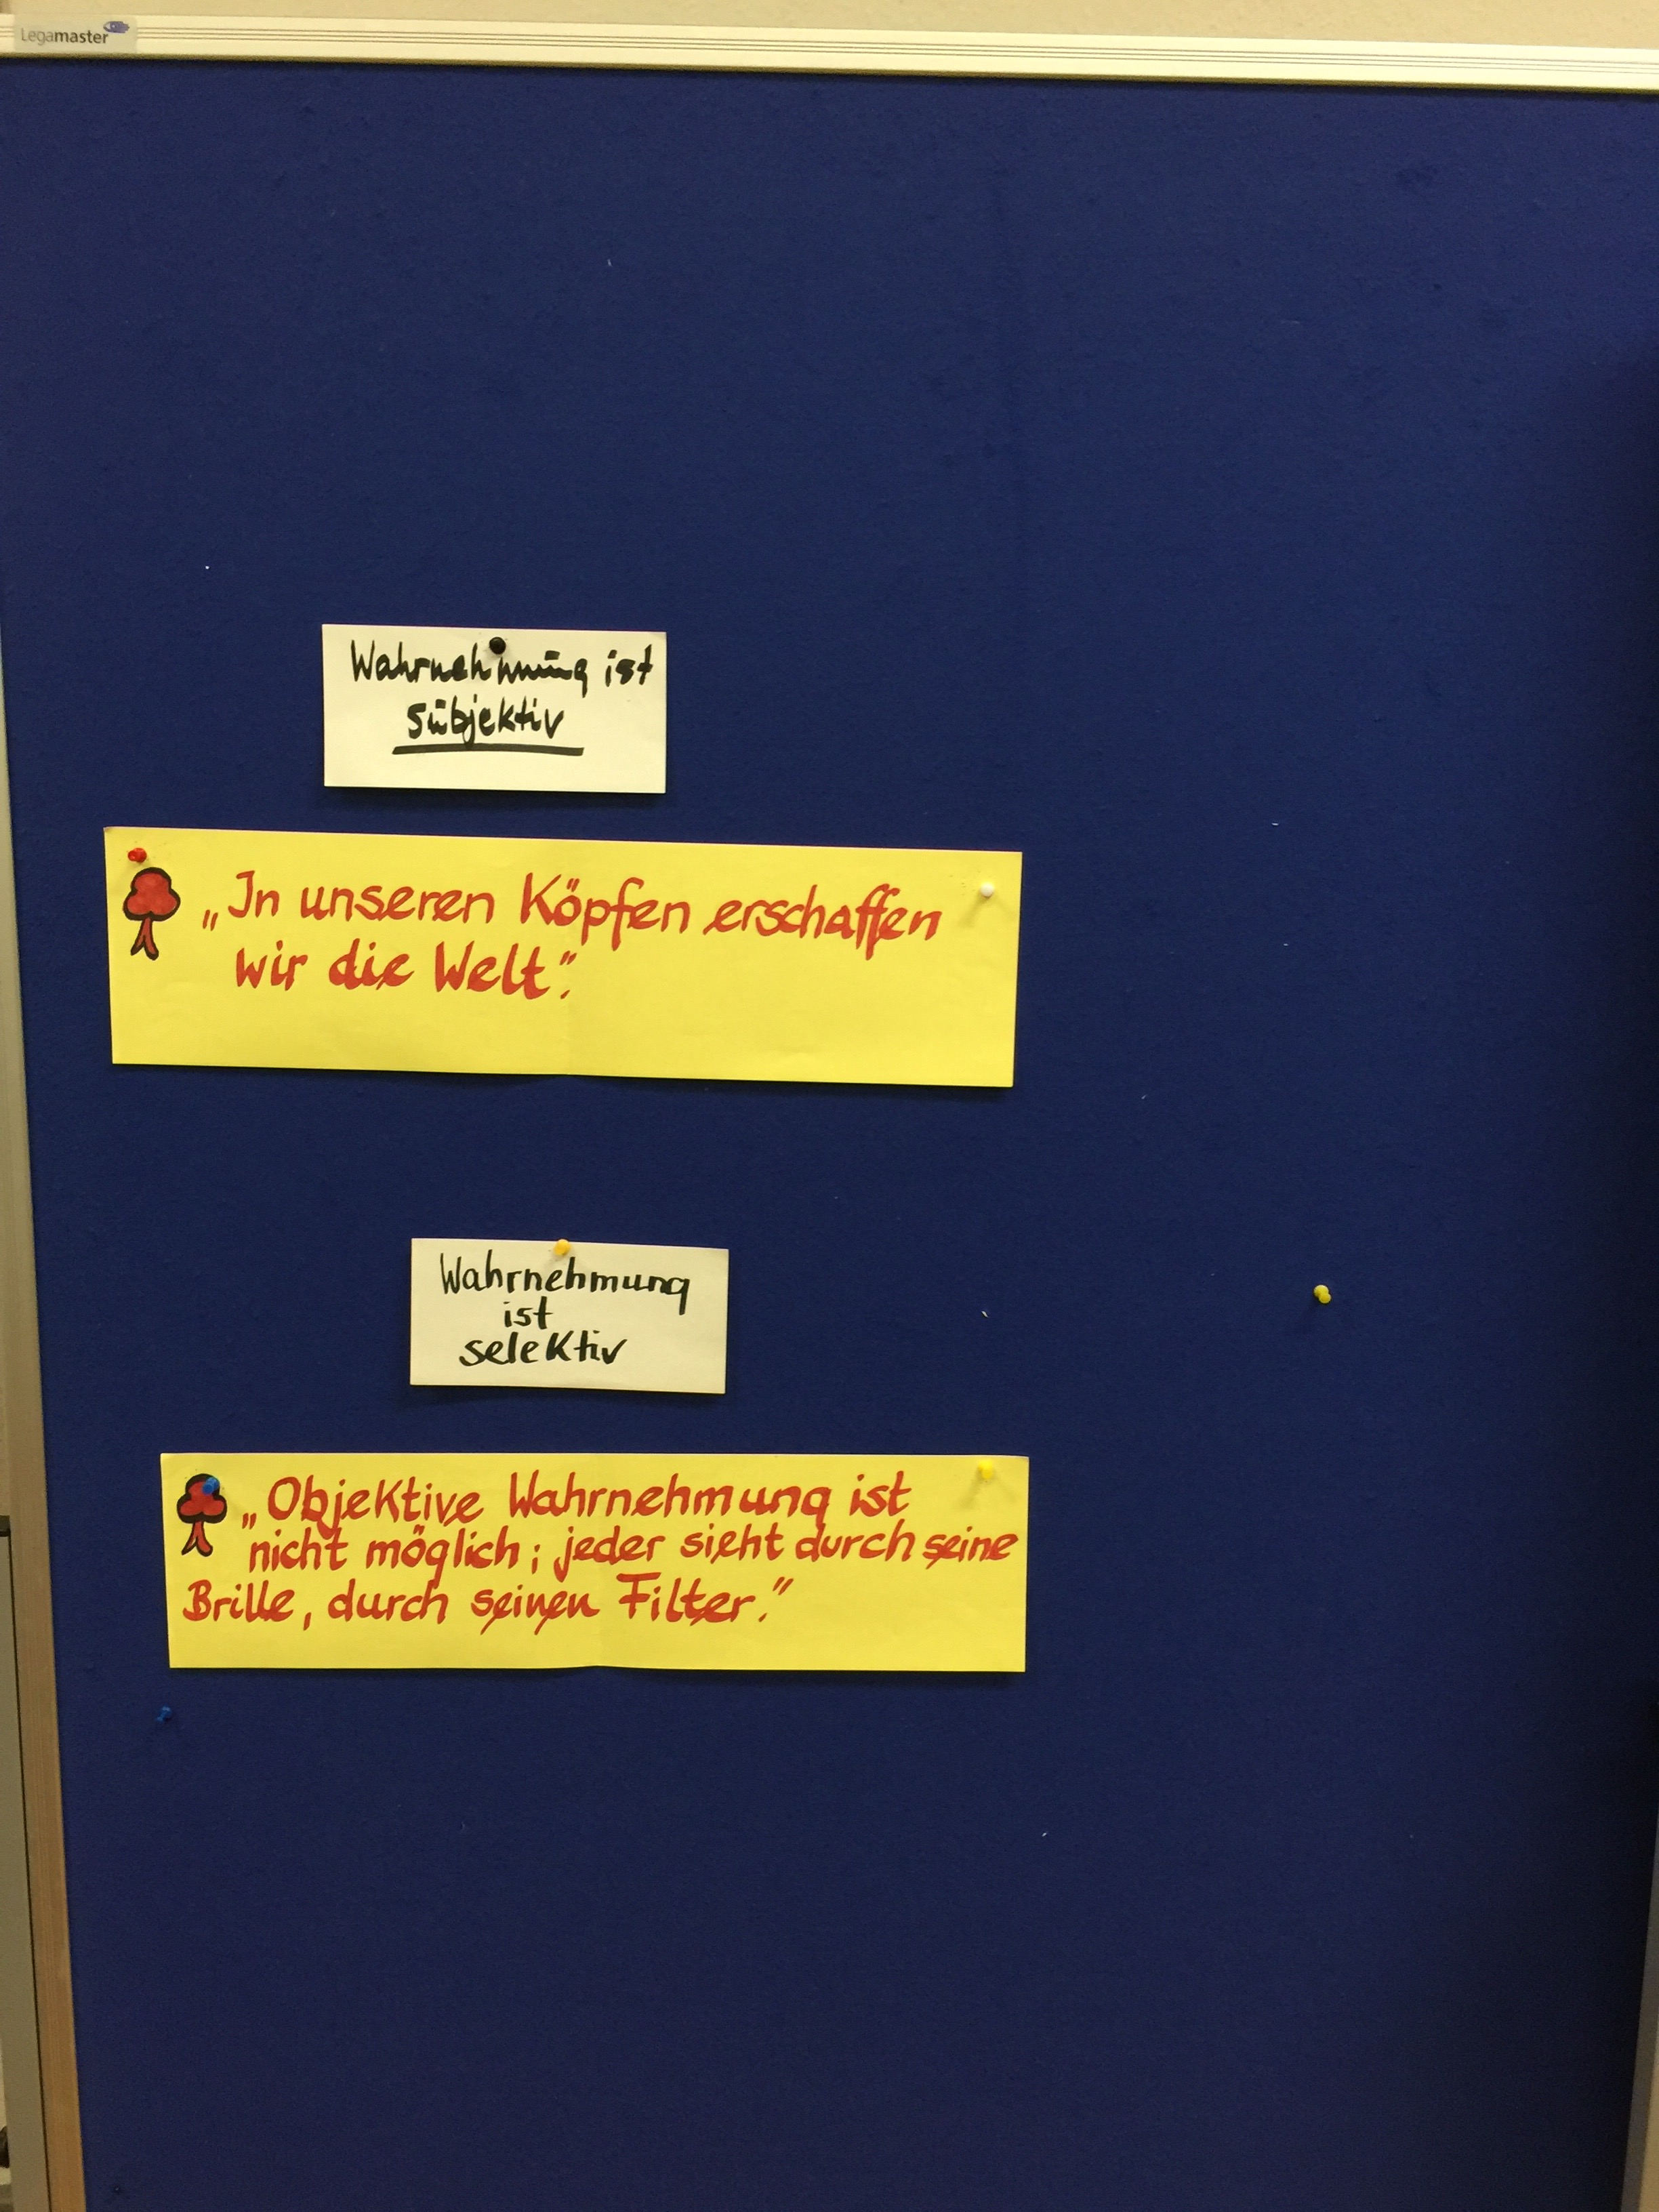 Legamaster
Wahrnehmung ist
subjektiv
„In unseren Köpfen erschaffen
wir die Welt“.
Wahrnehmung
ist
selektiv
„Objektive Wahrnehmung ist
nicht möglich; jeder sieht durch seine
Brille, durch seinen Filter.“